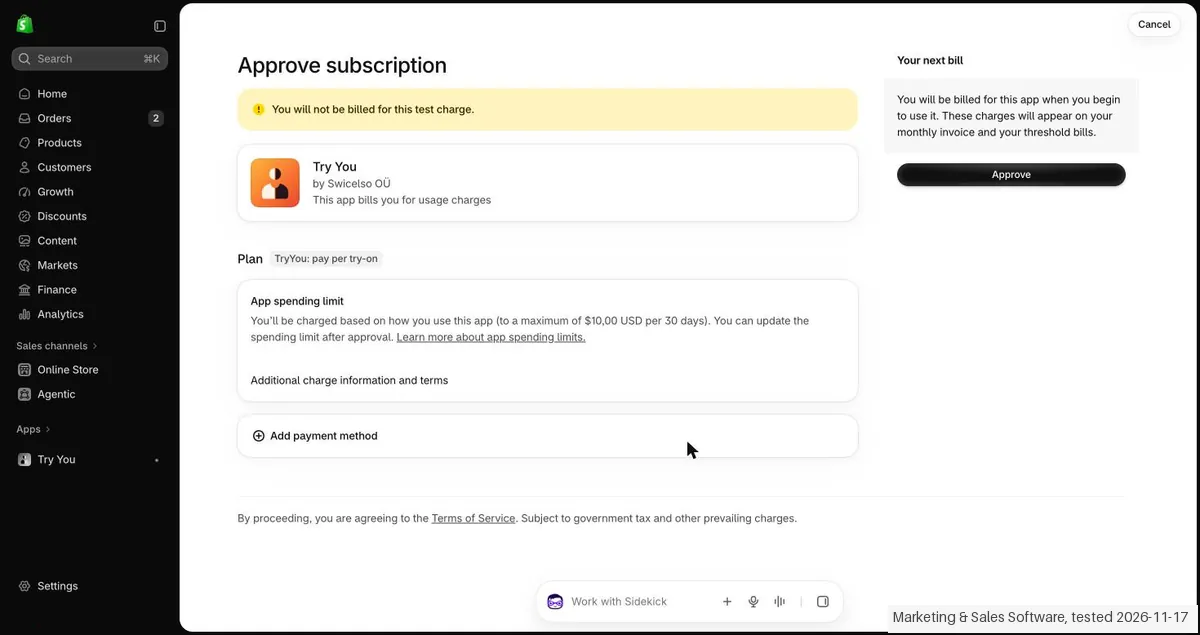 Search ⌘K
Home
Orders 2
Products
Customers
Growth
Discounts
Content
Markets
Finance
Analytics
Sales channels
Online Store
Agentic
Apps
Try You
Settings
Cancel
Approve subscription
You will not be billed for this test charge.
Try You
by Swicelso OÜ
This app bills you for usage charges
Plan TryYou: pay per try-on
App spending limit
You'll be charged based on how you use this app (to a maximum of $10,00 USD per 30 days). You can update the
spending limit after approval. Learn more about app spending limits.
Additional charge information and terms
Add payment method
By proceeding, you are agreeing to the Terms of Service. Subject to government tax and other prevailing charges.
Your next bill
You will be billed for this app when you begin
to use it. These charges will appear on your
monthly invoice and your threshold bills.
Approve
Work with Sidekick
Marketing & Sales Software, tested 2026-11-17